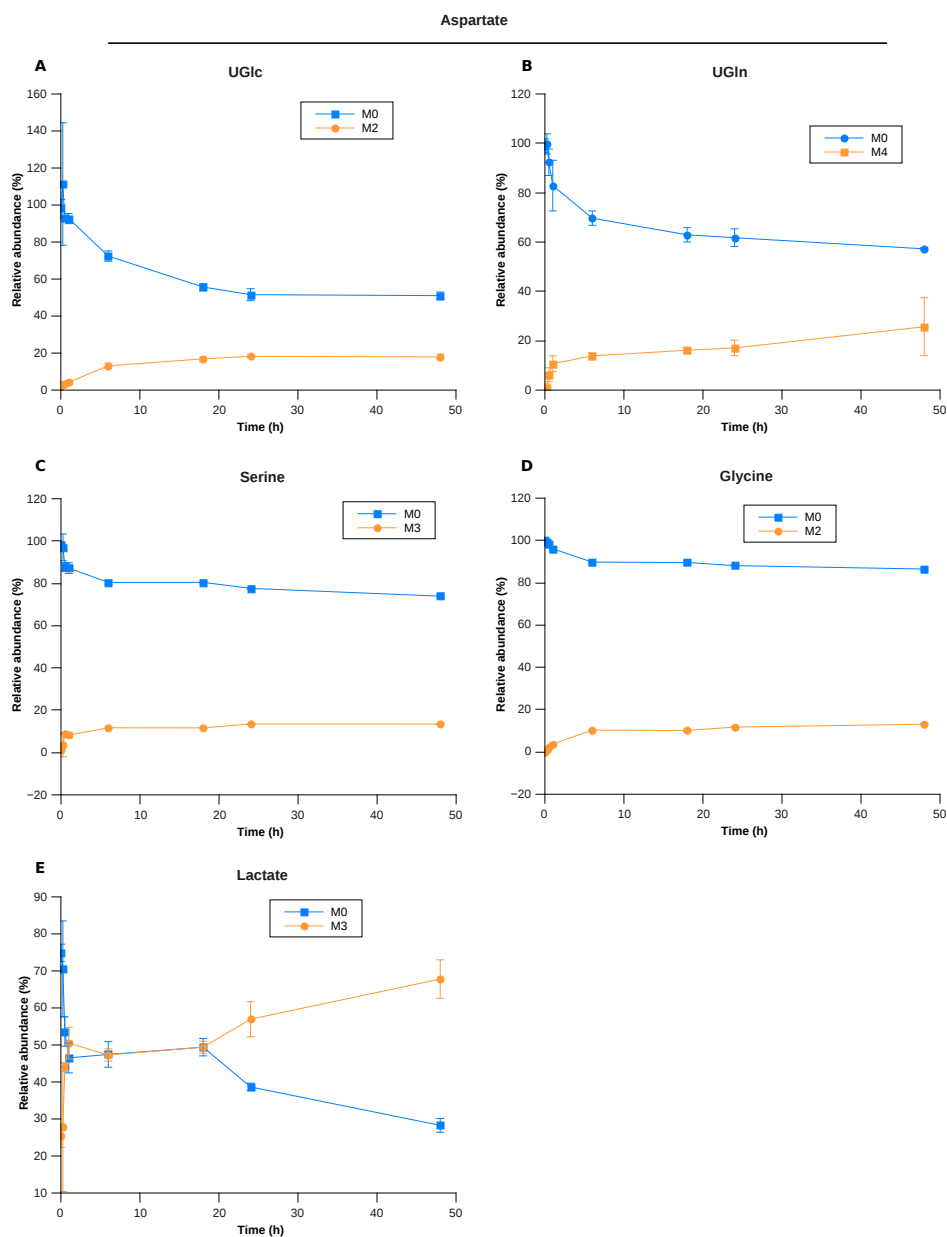 Aspartate
A
UGlc
160
140
120
100
80
60
40
20
0
Relative abundance (%)
M0
M2
0 10 20 30 40 50
Time (h)
B
UGln
120
100
80
60
40
20
0
Relative abundance (%)
M0
M4
0 10 20 30 40 50
Time (h)
C
Serine
120
100
80
60
40
20
0
−20
Relative abundance (%)
M0
M3
0 10 20 30 40 50
Time (h)
D
Glycine
120
100
80
60
40
20
0
−20
Relative abundance (%)
M0
M2
0 10 20 30 40 50
Time (h)
E
Lactate
90
80
70
60
50
40
30
20
10
Relative abundance (%)
M0
M3
0 10 20 30 40 50
Time (h)